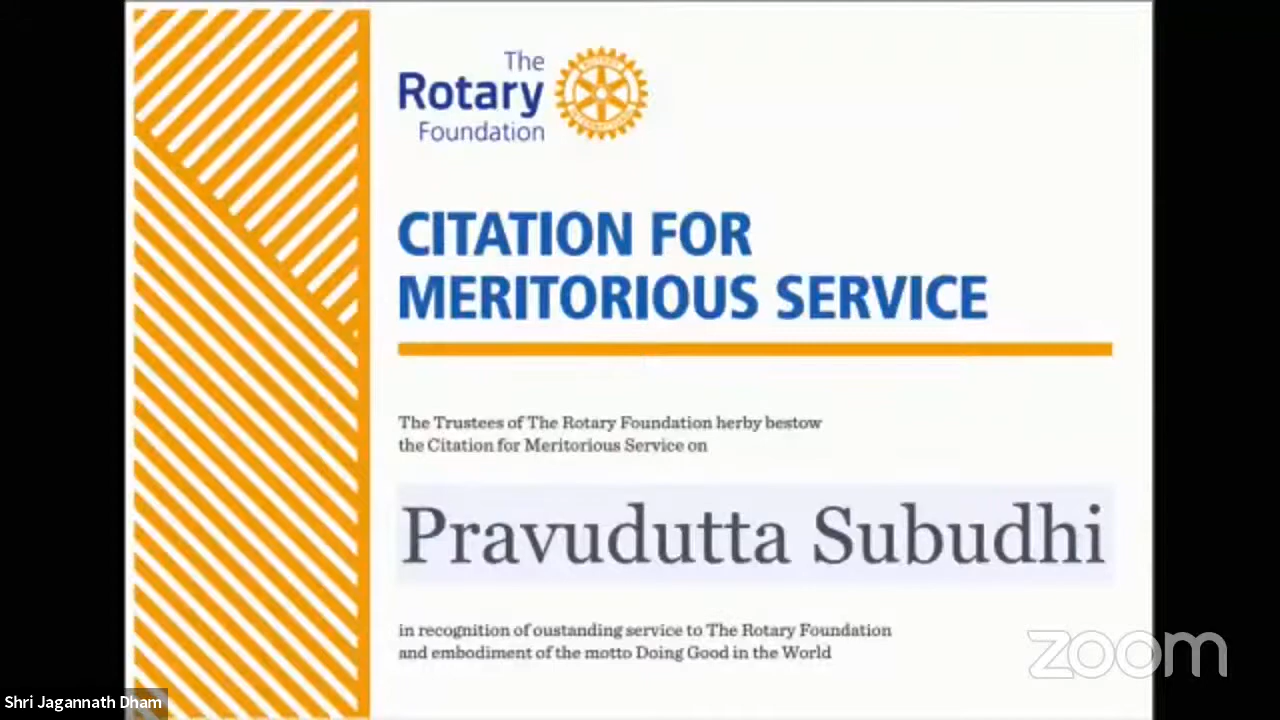 The
Rotary
Foundation
CITATION FOR
MERITORIOUS SERVICE
The Trustees of The Rotary Foundation herby bestow
the Citation for Meritorious Service on
Pravudutta Subudhi
in recognition of oustanding service to The Rotary Foundation
and embodiment of the motto Doing Good in the World
zoom
Shri Jagannath Dham